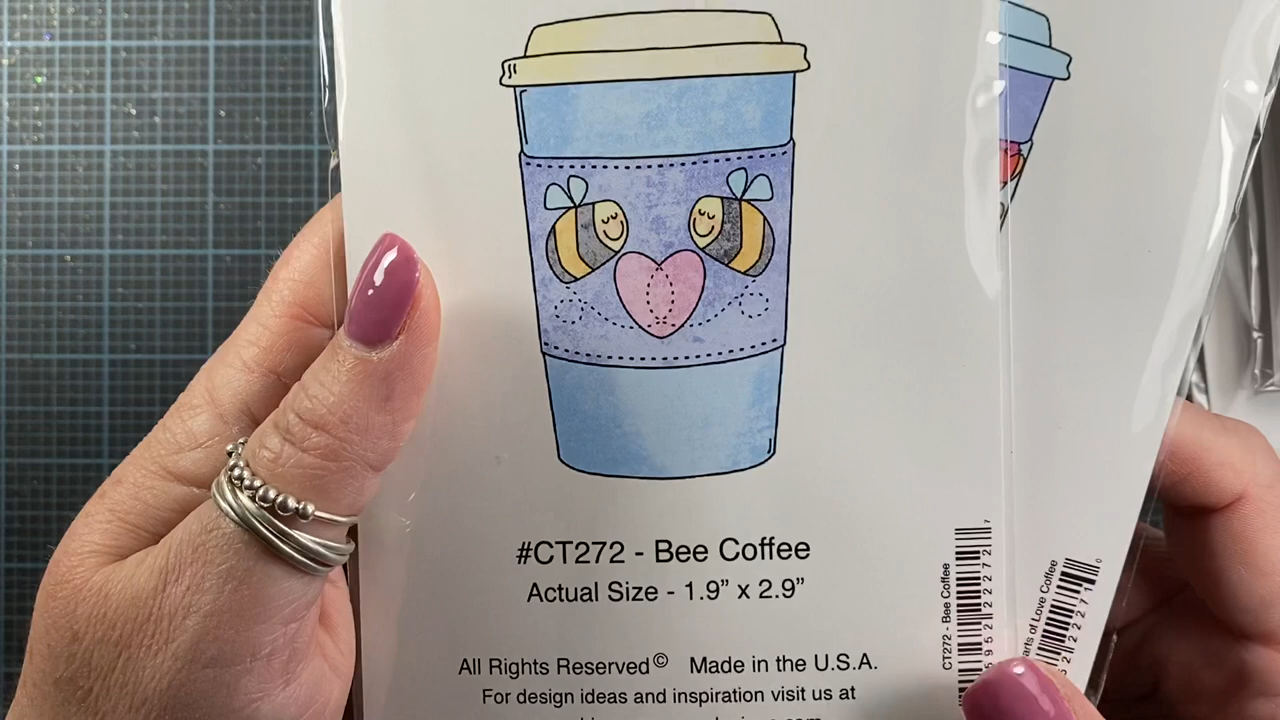 #CT272 - Bee Coffee
Actual Size - 1.9” x 2.9”
All Rights Reserved© Made in the U.S.A.
For design ideas and inspiration visit us at
CT272 - Bee Coffee
arts of Love Coffee